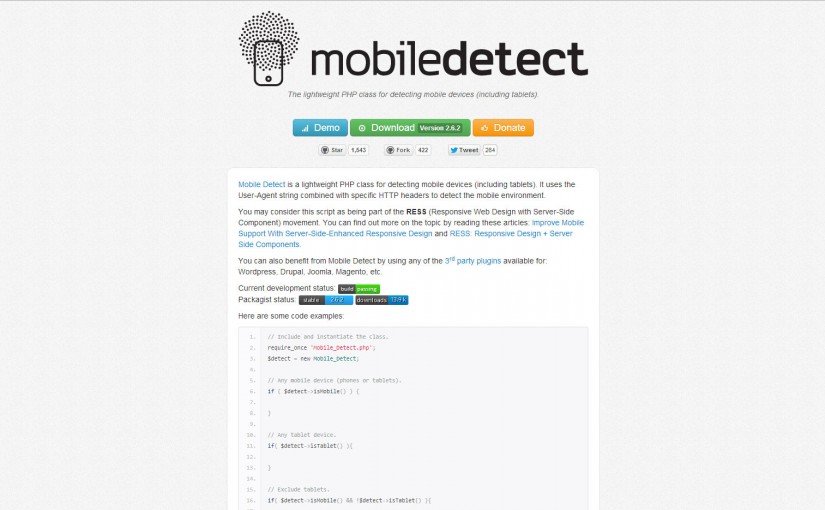 mobiledetect
The lightweight PHP class for detecting mobile devices (including tablets).
Demo Download Version 2.6.2 Donate
Star 1,543 Fork 422 Tweet 264
Mobile Detect is a lightweight PHP class for detecting mobile devices (including tablets). It uses the
User-Agent string combined with specific HTTP headers to detect the mobile environment.
You may consider this script as being part of the RESS (Responsive Web Design with Server-Side
Component) movement. You can find out more on the topic by reading these articles: Improve Mobile
Support With Server-Side-Enhanced Responsive Design and RESS: Responsive Design + Server
Side Components.
You can also benefit from Mobile Detect by using any of the 3rd party plugins available for:
Wordpress, Drupal, Joomla, Magento, etc.
Current development status: build passing
Packagist status: stable 2.6.2 downloads 13.9k
Here are some code examples:
1. // Include and instantiate the class.
2. require_once 'Mobile_Detect.php';
3. $detect = new Mobile_Detect;
4.
5. // Any mobile device (phones or tablets).
6. if ( $detect->isMobile() ) {
7.
8. }
9.
10. // Any tablet device.
11. if( $detect->isTablet() ){
12.
13. }
14.
15. // Exclude tablets.
16. if( $detect->isMobile() && !$detect->isTablet() ){